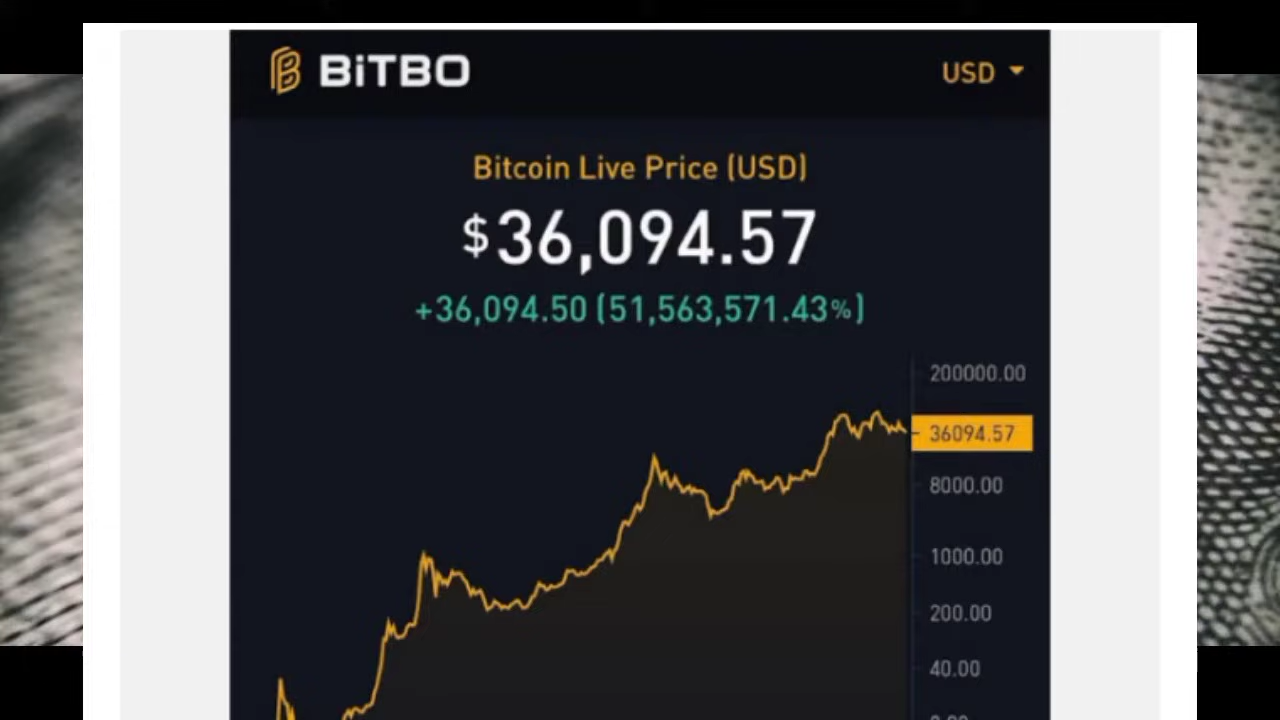 BiTBO
USD
Bitcoin Live Price (USD)
$36,094.57
+36,094.50 (51,563,571.43%)
200000.00
36094.57
8000.00
1000.00
200.00
40.00